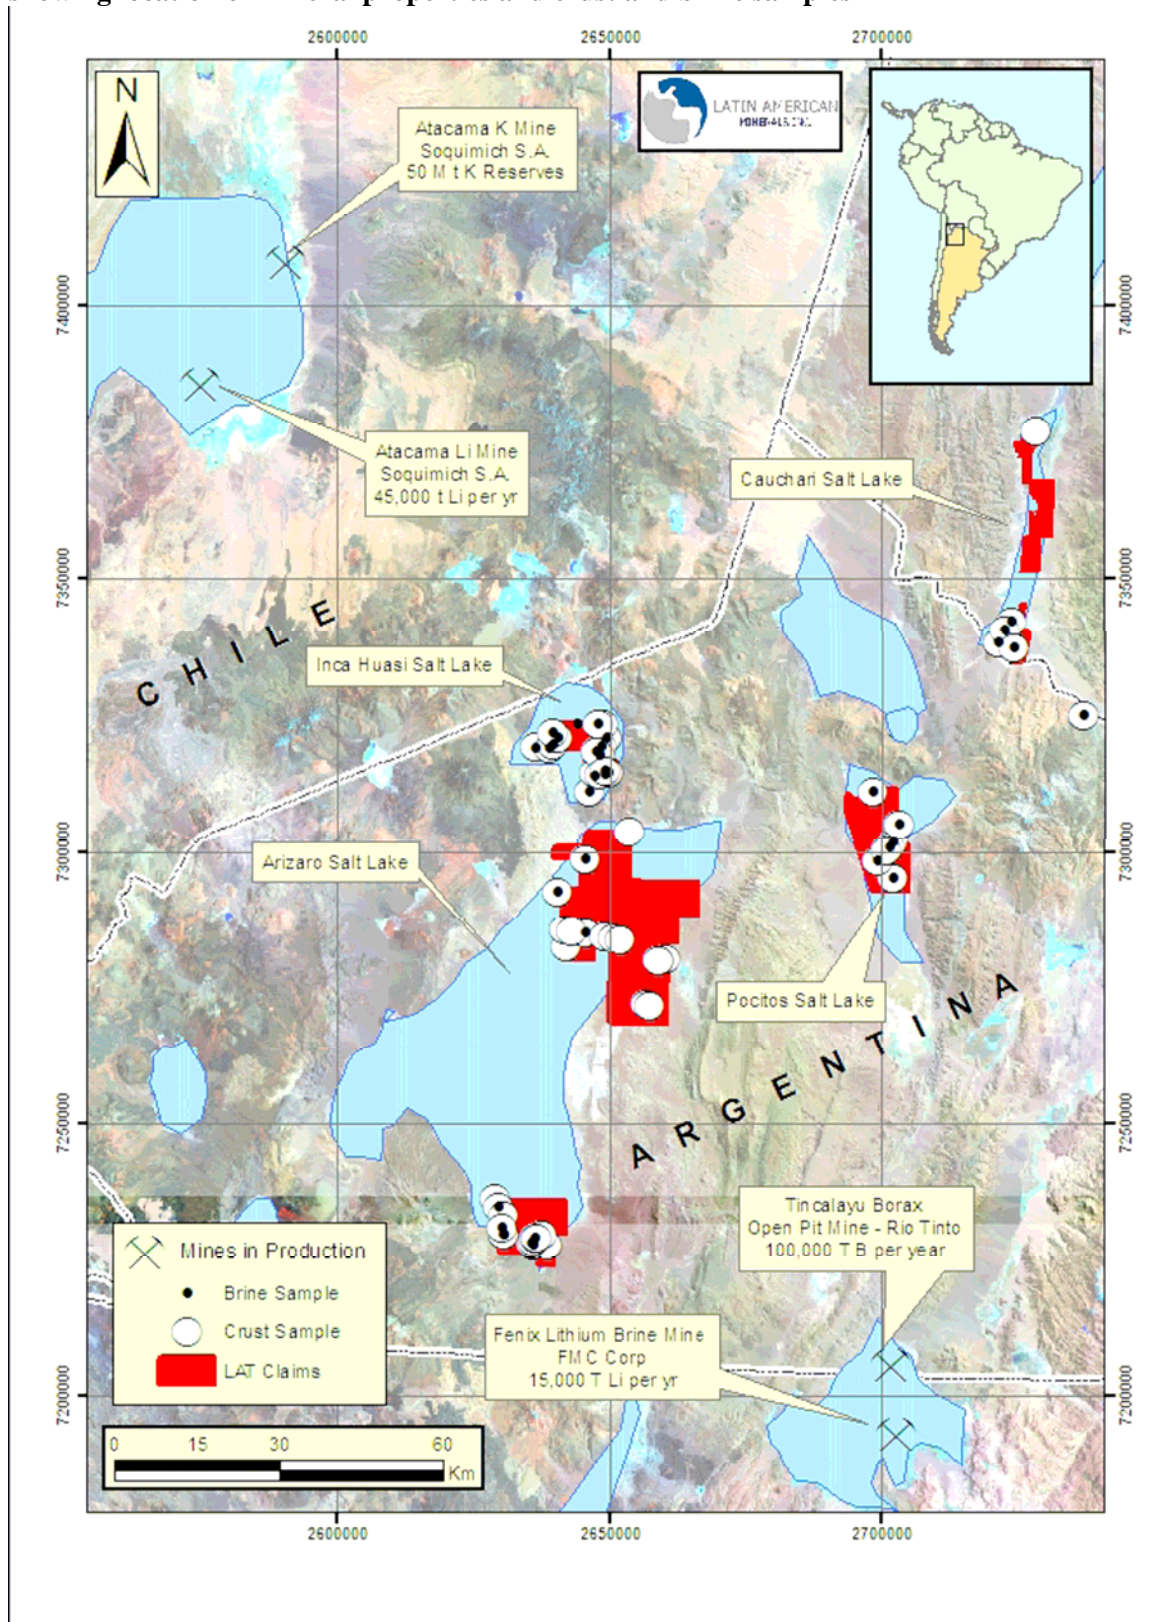 2600000
2650000
2700000
N
LATIN AMERICAN
MINERALS INC.
Atacama K Mine
Soquimich S.A.
50 M t K Reserves
7400000
7400000
Atacama Li Mine
Soquimich S.A.
45,000 t Li per yr
Cauchari Salt Lake
7350000
7350000
CHILE
Inca Huasi Salt Lake
Arizaro Salt Lake
7300000
7300000
Pocitos Salt Lake
ARGENTINA
7250000
7250000
Tincalayu Borax
Open Pit Mine - Rio Tinto
100,000 T B per year
Mines in Production
Brine Sample
Crust Sample
LAT Claims
Fenix Lithium Brine Mine
FMC Corp
15,000 T Li per yr
7200000
7200000
0 15 30 60
Km
2600000
2650000
2700000